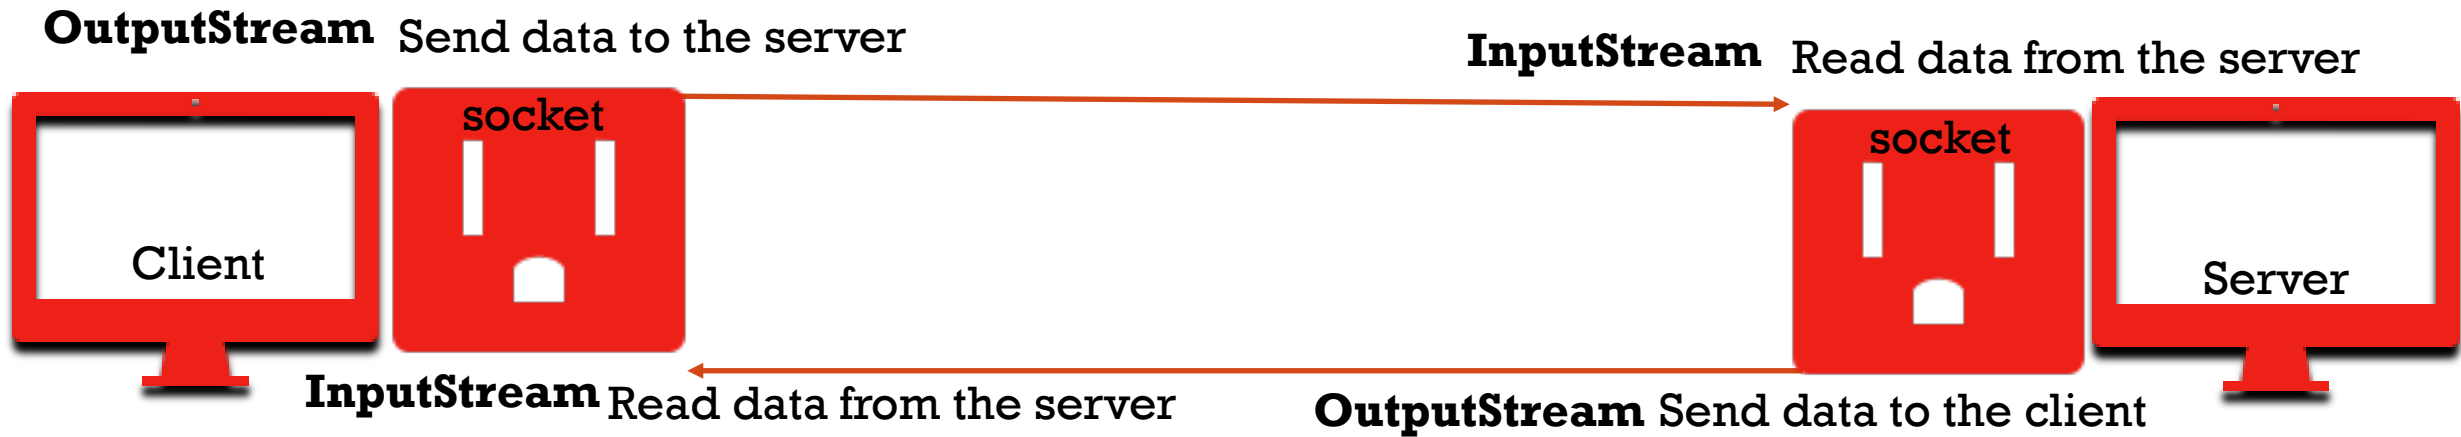 OutputStream Send data to the server
InputStream Read data from the server
socket
socket
Client
Server
InputStream Read data from the server
OutputStream Send data to the client